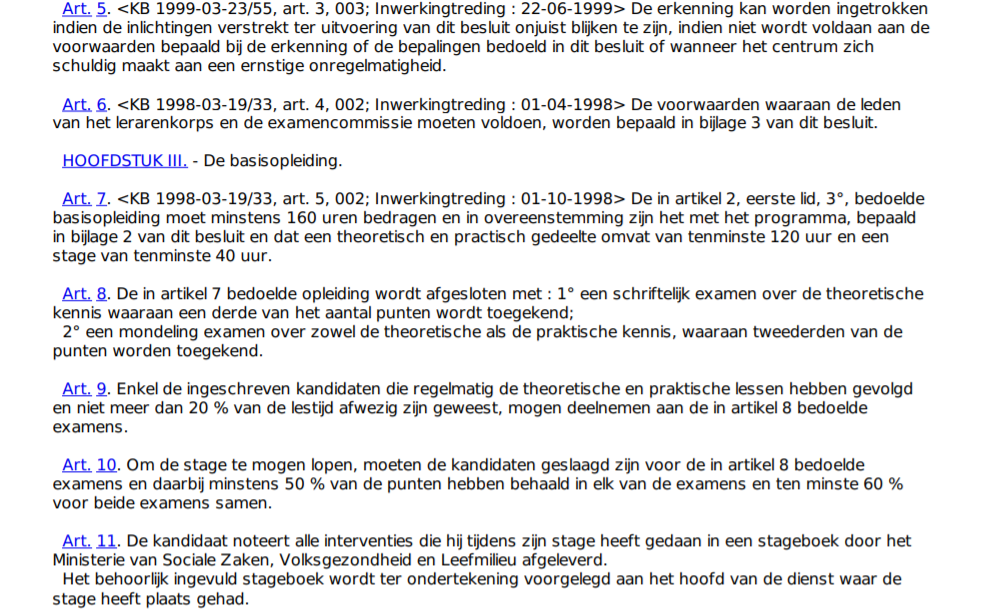 Art. 5. <KB 1999-03-23/55, art. 3, 003; Inwerkingtreding : 22-06-1999> De erkenning kan worden ingetrokken
indien de inlichtingen verstrekt ter uitvoering van dit besluit onjuist blijken te zijn, indien niet wordt voldaan aan de
voorwaarden bepaald bij de erkenning of de bepalingen bedoeld in dit besluit of wanneer het centrum zich
schuldig maakt aan een ernstige onregelmatigheid.
Art. 6. <KB 1998-03-19/33, art. 4, 002; Inwerkingtreding : 01-04-1998> De voorwaarden waaraan de leden
van het lerarenkorps en de examencommissie moeten voldoen, worden bepaald in bijlage 3 van dit besluit.
HOOFDSTUK III. - De basisopleiding.
Art. 7. <KB 1998-03-19/33, art. 5, 002; Inwerkingtreding : 01-10-1998> De in artikel 2, eerste lid, 3°, bedoelde
basisopleiding moet minstens 160 uren bedragen en in overeenstemming zijn het met het programma, bepaald
in bijlage 2 van dit besluit en dat een theoretisch en practisch gedeelte omvat van tenminste 120 uur en een
stage van tenminste 40 uur.
Art. 8. De in artikel 7 bedoelde opleiding wordt afgesloten met : 1° een schriftelijk examen over de theoretische
kennis waaraan een derde van het aantal punten wordt toegekend;
2° een mondeling examen over zowel de theoretische als de praktische kennis, waaraan tweederden van de
punten worden toegekend.
Art. 9. Enkel de ingeschreven kandidaten die regelmatig de theoretische en praktische lessen hebben gevolgd
en niet meer dan 20 % van de lestijd afwezig zijn geweest, mogen deelnemen aan de in artikel 8 bedoelde
examens.
Art. 10. Om de stage te mogen lopen, moeten de kandidaten geslaagd zijn voor de in artikel 8 bedoelde
examens en daarbij minstens 50 % van de punten hebben behaald in elk van de examens en ten minste 60 %
voor beide examens samen.
Art. 11. De kandidaat noteert alle interventies die hij tijdens zijn stage heeft gedaan in een stageboek door het
Ministerie van Sociale Zaken, Volksgezondheid en Leefmilieu afgeleverd.
Het behoorlijk ingevuld stageboek wordt ter ondertekening voorgelegd aan het hoofd van de dienst waar de
stage heeft plaats gehad.